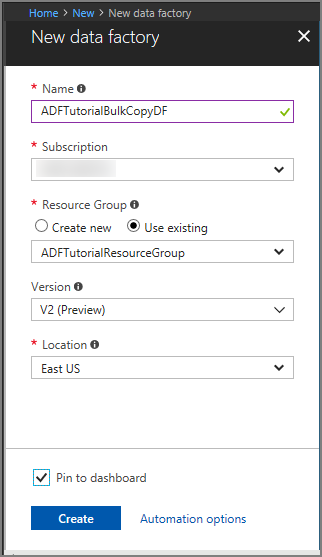 Home > New > New data factory
New data factory
* Name
ADFTutorialBulkCopyDF
* Subscription
* Resource Group
Create new Use existing
ADFTutorialResourceGroup
Version
V2 (Preview)
* Location
East US
Pin to dashboard
Create Automation options